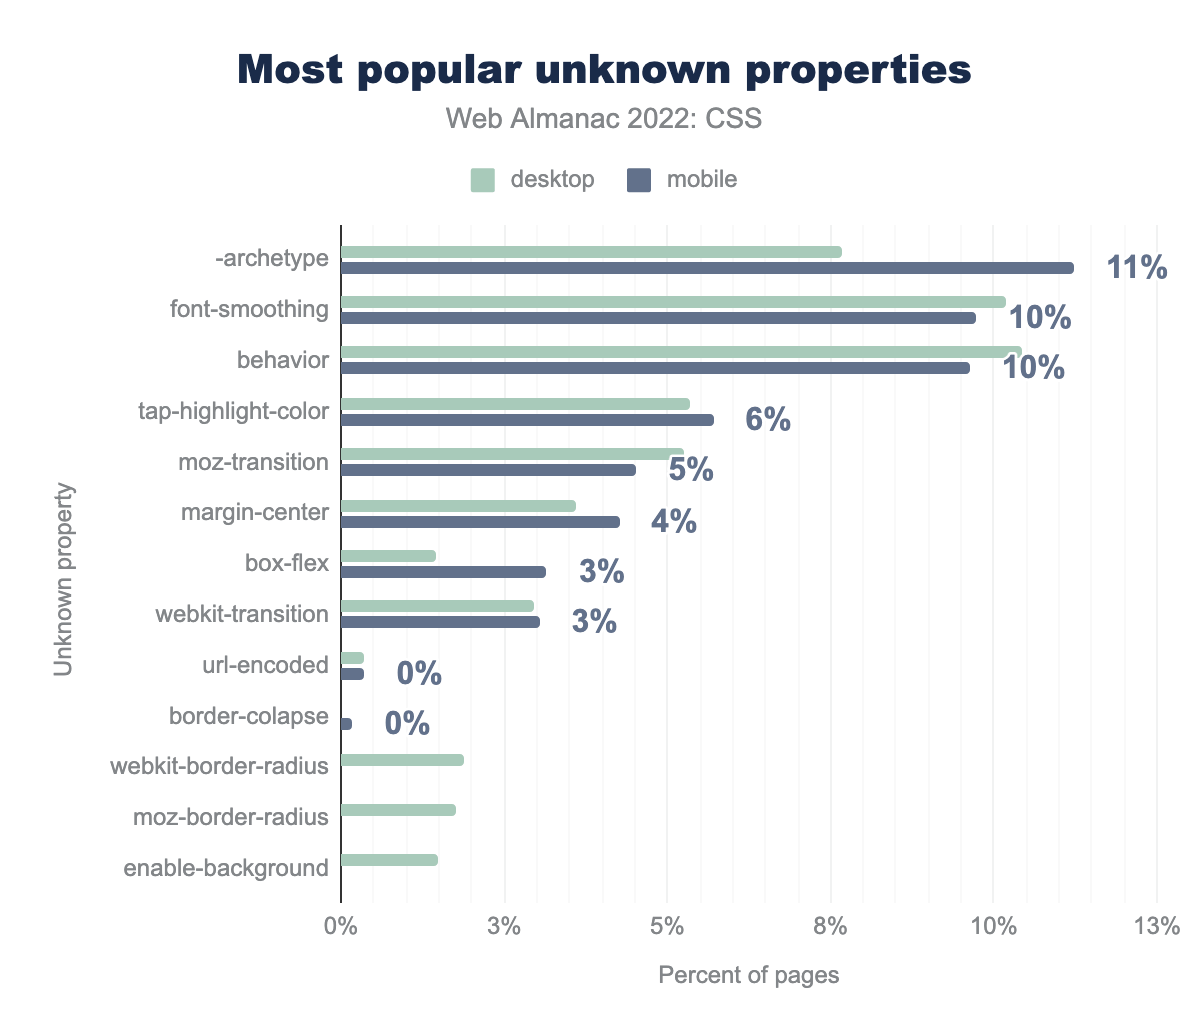 Most popular unknown properties
Web Almanac 2022: CSS
desktop mobile
-archetype 11%
font-smoothing 10%
behavior 10%
tap-highlight-color 6%
moz-transition 5%
margin-center 4%
box-flex 3%
webkit-transition 3%
url-encoded 0%
border-colapse 0%
webkit-border-radius
moz-border-radius
enable-background
Unknown property
0% 3% 5% 8% 10% 13%
Percent of pages